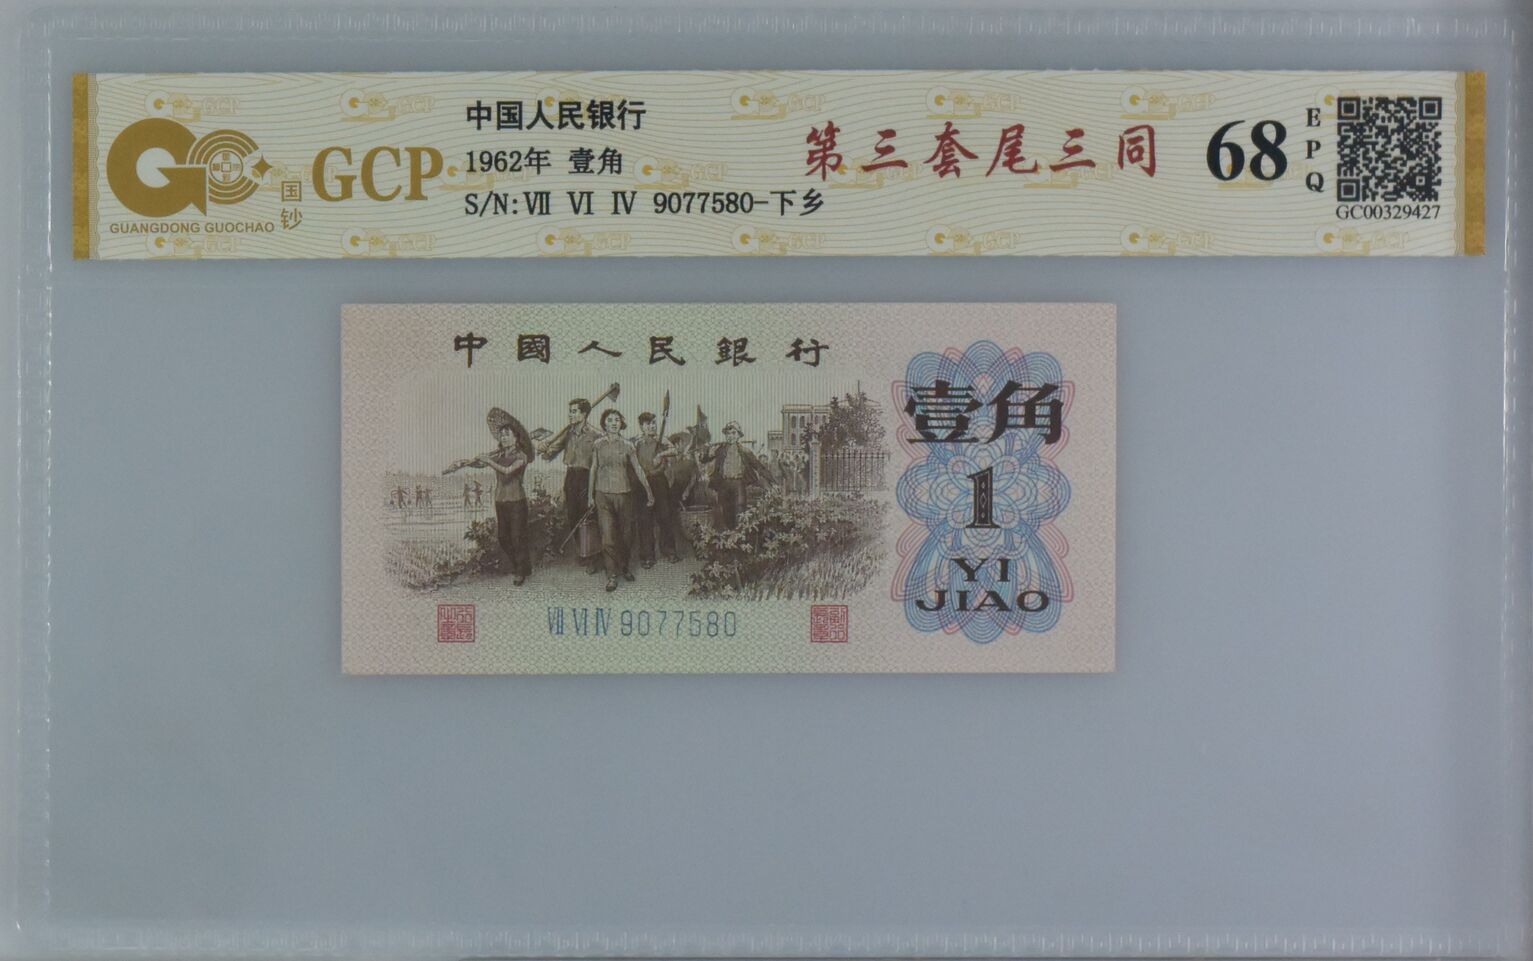 GCP
国钞
GUANGDONG GUOCHAO
中国人民银行
1962年 壹角
S/N:Ⅶ Ⅵ Ⅳ 9077580-下乡
第三套尾三同
68
EPQ
GC00329427
中國人民銀行
壹角
1
YI
JIAO
Ⅶ Ⅵ Ⅳ 9077580